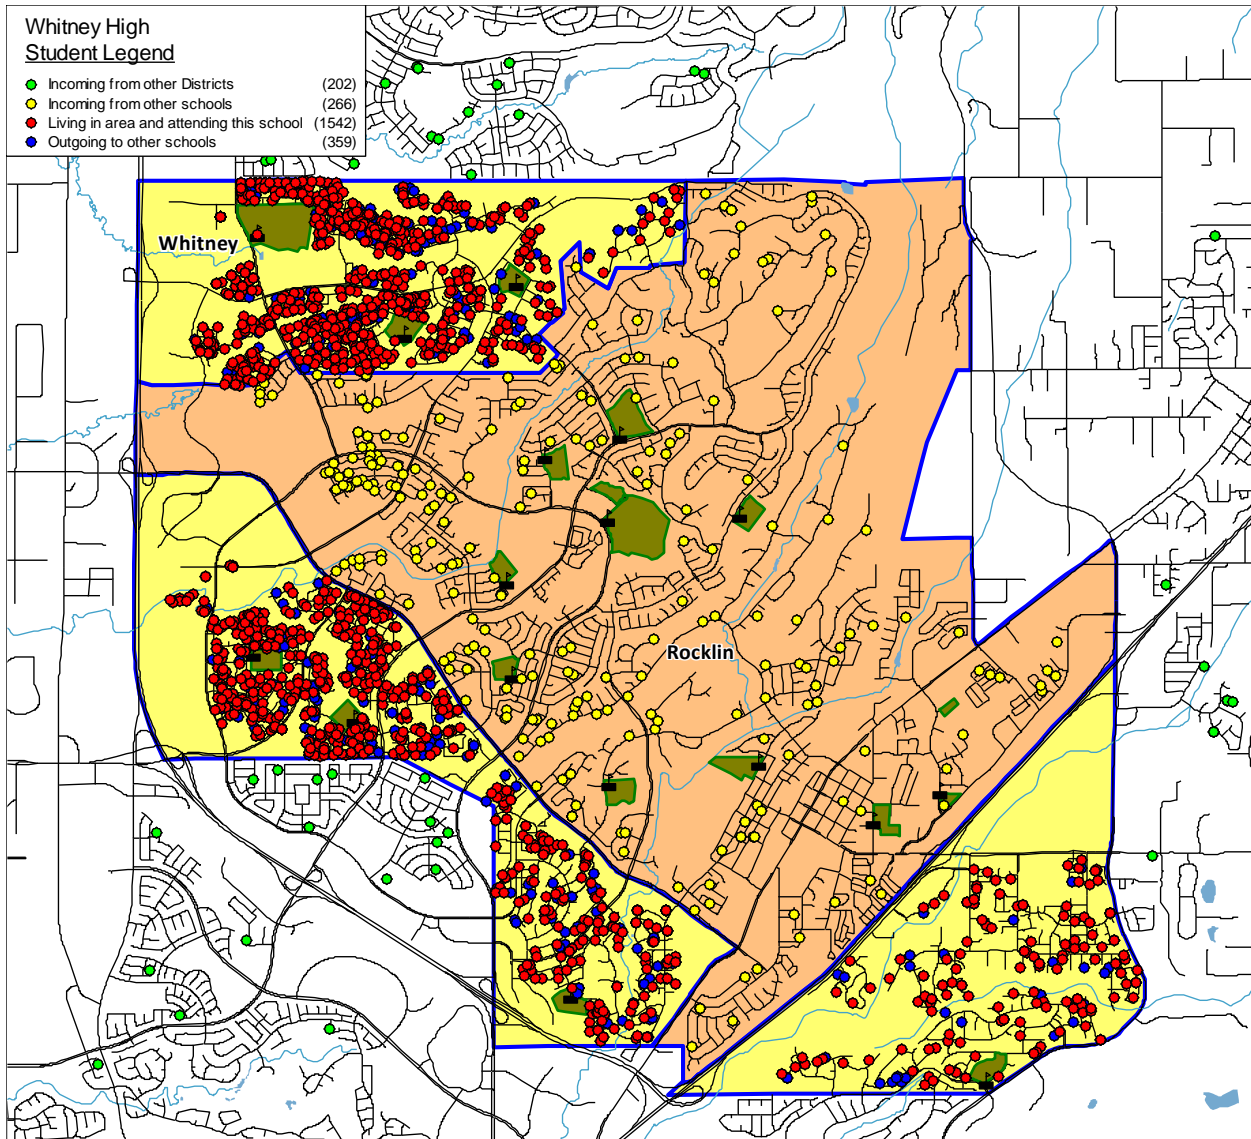 Whitney High
Student Legend
Incoming from other Districts (202)
Incoming from other schools (266)
Living in area and attending this school (1542)
Outgoing to other schools (359)
Whitney
Rocklin